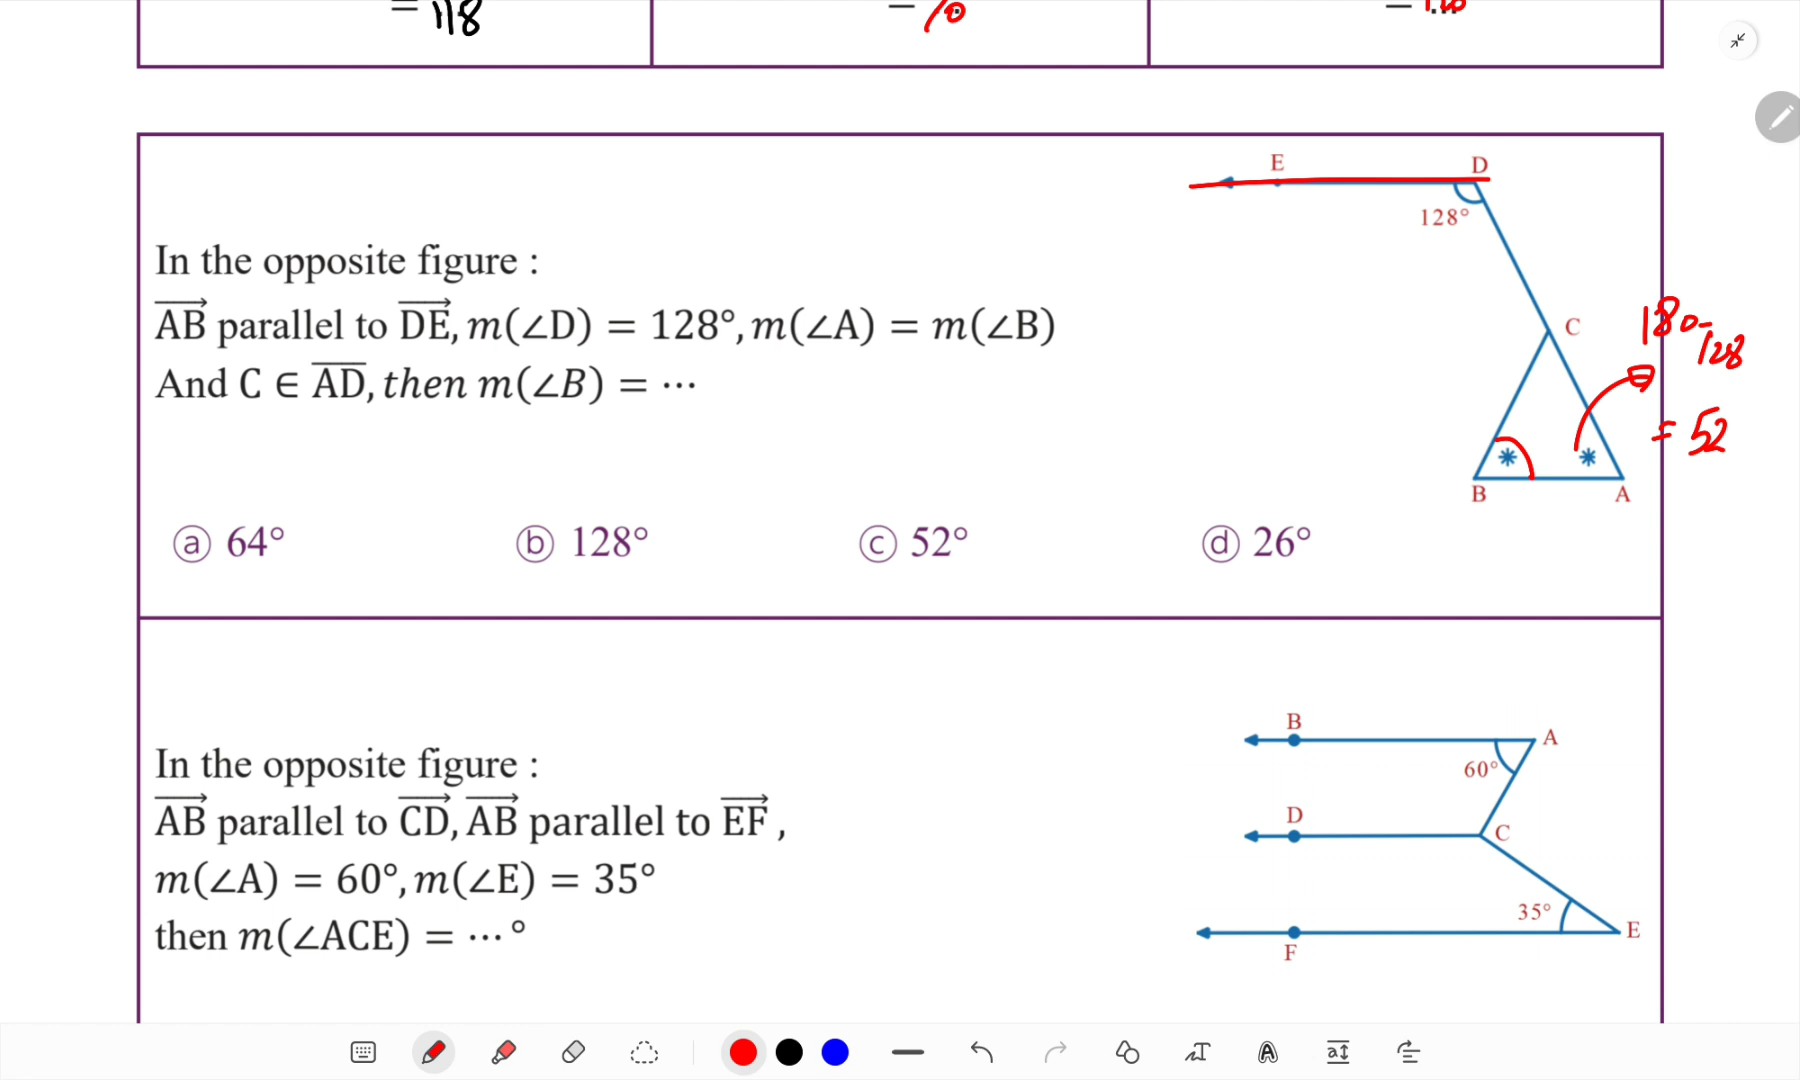 = 118
In the opposite figure :
AB parallel to DE, m(∠D) = 128°, m(∠A) = m(∠B)
And C ∈ AD, then m(∠B) = ⋯
E
D
128°
C
180-
128
= 52
B
A
ⓐ 64°
ⓑ 128°
ⓒ 52°
ⓓ 26°
In the opposite figure :
AB parallel to CD, AB parallel to EF ,
m(∠A) = 60°, m(∠E) = 35°
then m(∠ACE) = ⋯ °
B
A
60°
D
C
35°
E
F